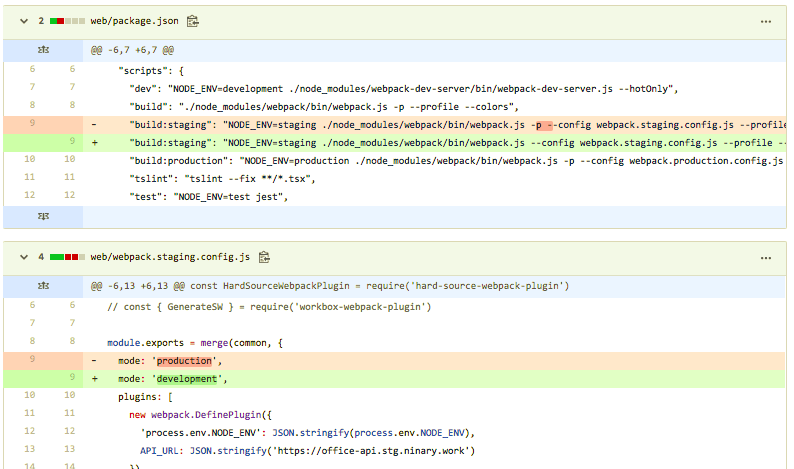 2 web/package.json ...
@@ -6,7 +6,7 @@
6 6 "scripts": {
7 7 "dev": "NODE_ENV=development ./node_modules/webpack-dev-server/bin/webpack-dev-server.js --hotOnly",
8 8 "build": "./node_modules/webpack/bin/webpack.js -p --profile --colors",
9 - "build:staging": "NODE_ENV=staging ./node_modules/webpack/bin/webpack.js -p --config webpack.staging.config.js --profile
9 + "build:staging": "NODE_ENV=staging ./node_modules/webpack/bin/webpack.js --config webpack.staging.config.js --profile --
10 10 "build:production": "NODE_ENV=production ./node_modules/webpack/bin/webpack.js -p --config webpack.production.config.js
11 11 "tslint": "tslint --fix **/*.tsx",
12 12 "test": "NODE_ENV=test jest",
4 web/webpack.staging.config.js ...
@@ -6,13 +6,13 @@ const HardSourceWebpackPlugin = require('hard-source-webpack-plugin')
6 6 // const { GenerateSW } = require('workbox-webpack-plugin')
7 7
8 8 module.exports = merge(common, {
9 - mode: 'production',
9 + mode: 'development',
10 10 plugins: [
11 11 new webpack.DefinePlugin({
12 12 'process.env.NODE_ENV': JSON.stringify(process.env.NODE_ENV),
13 13 API_URL: JSON.stringify('https://office-api.stg.ninary.work')
14 14 })